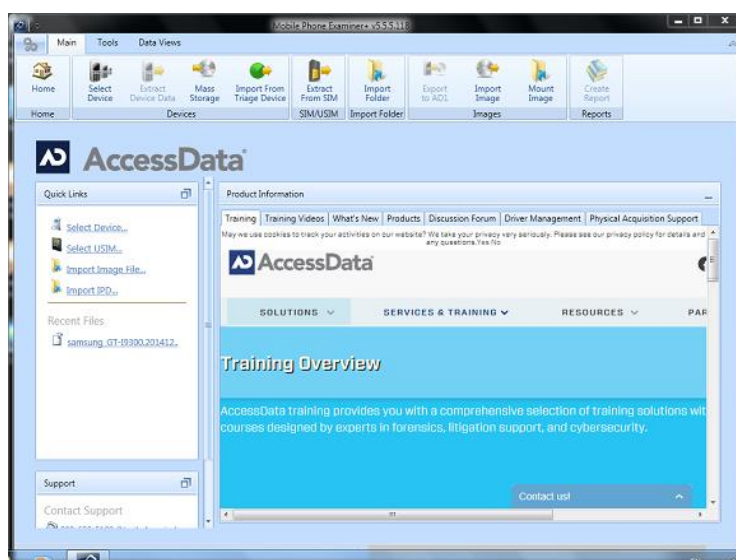 Mobile Phone Examiner+ v5.5.5.118
Main Tools Data Views
Home Select Device Extract Device Data Mass Storage Import From Triage Device Extract From SIM Import Folder Export to AD1 Import Image Mount Image Create Report
Home Devices SIM/USIM Import Folder Images Reports
AccessData
Quick Links
Select Device...
Select USIM...
Import Image File...
Import IPD...
Recent Files
samsung_GT-I9300.201412..
Support
Contact Support
Product Information
Training Training Videos What's New Products Discussion Forum Driver Management Physical Acquisition Support
May we use cookies to track your activities on our website? We take your privacy very seriously. Please see our privacy policy for details and
any questions.Yes No
AccessData
SOLUTIONS SERVICES & TRAINING RESOURCES PAR
Training Overview
AccessData training provides you with a comprehensive selection of training solutions wit
courses designed by experts in forensics, litigation support, and cybersecurity.
Contact us!